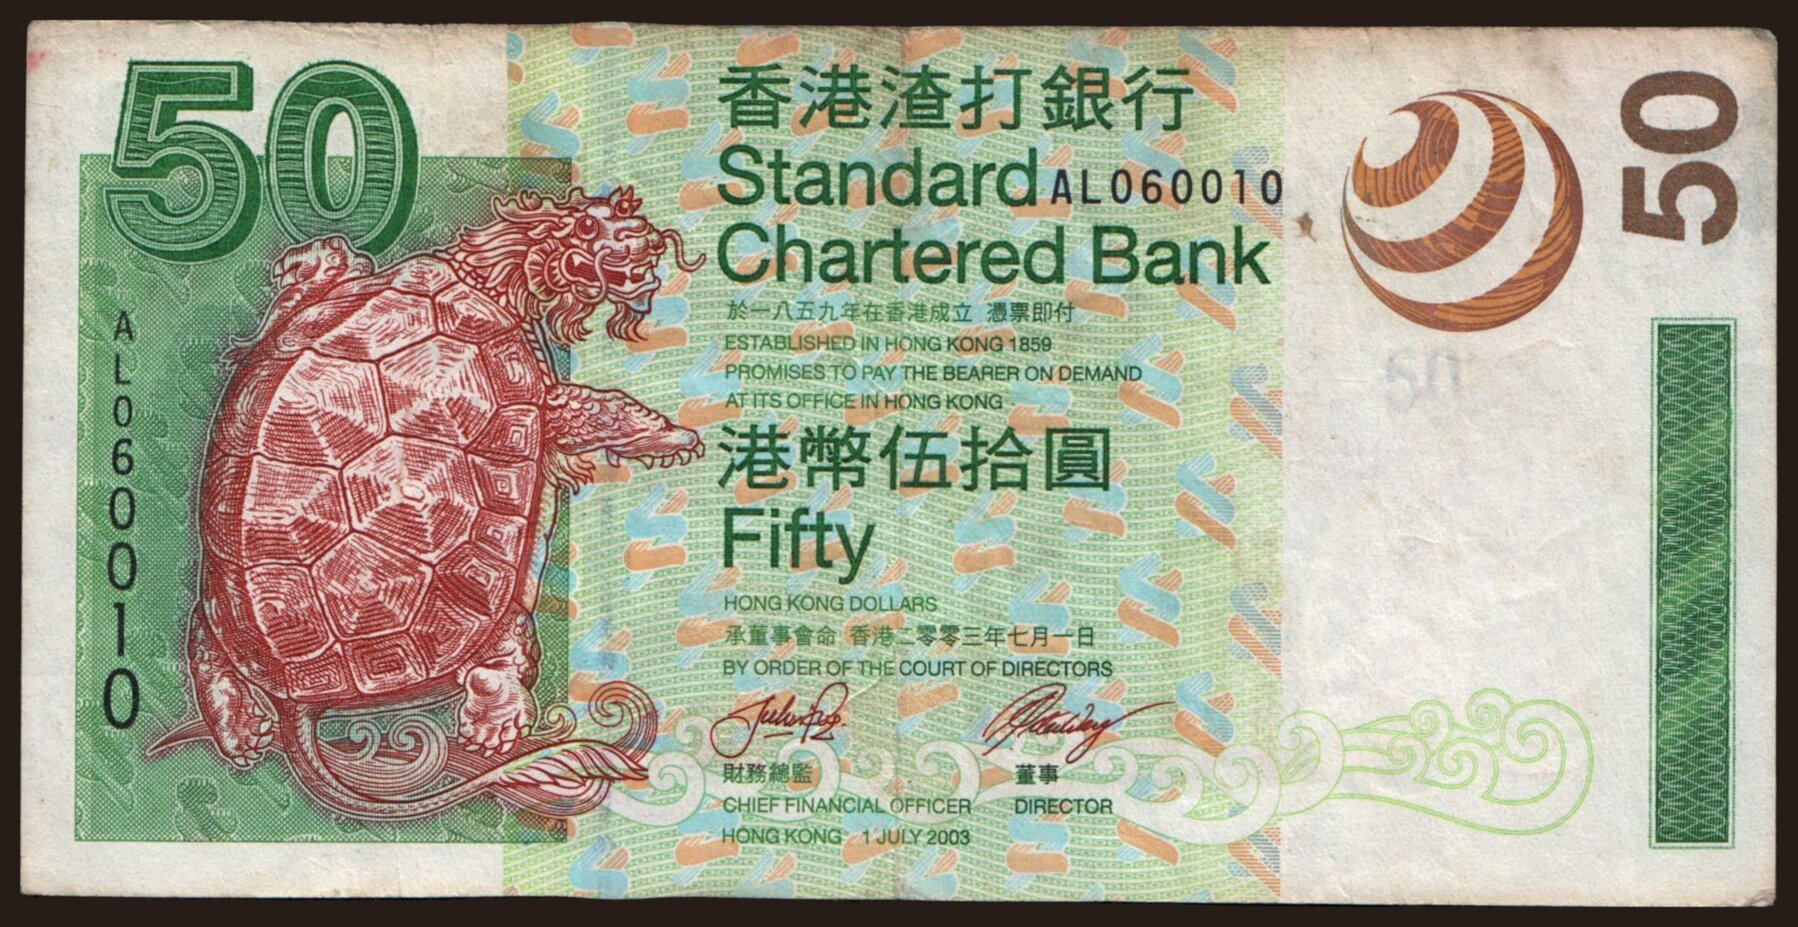 50
香港渣打銀行
50
Standard
AL060010
Chartered Bank
於一八五九年在香港成立 憑票即付
ESTABLISHED IN HONG KONG 1859
PROMISES TO PAY THE BEARER ON DEMAND
AT ITS OFFICE IN HONG KONG
AL060010
港幣伍拾圓
Fifty
HONG KONG DOLLARS
承董事會命 香港二零零三年七月一日
BY ORDER OF THE COURT OF DIRECTORS
財務總監 董事
CHIEF FINANCIAL OFFICER DIRECTOR
HONG KONG 1 JULY 2003